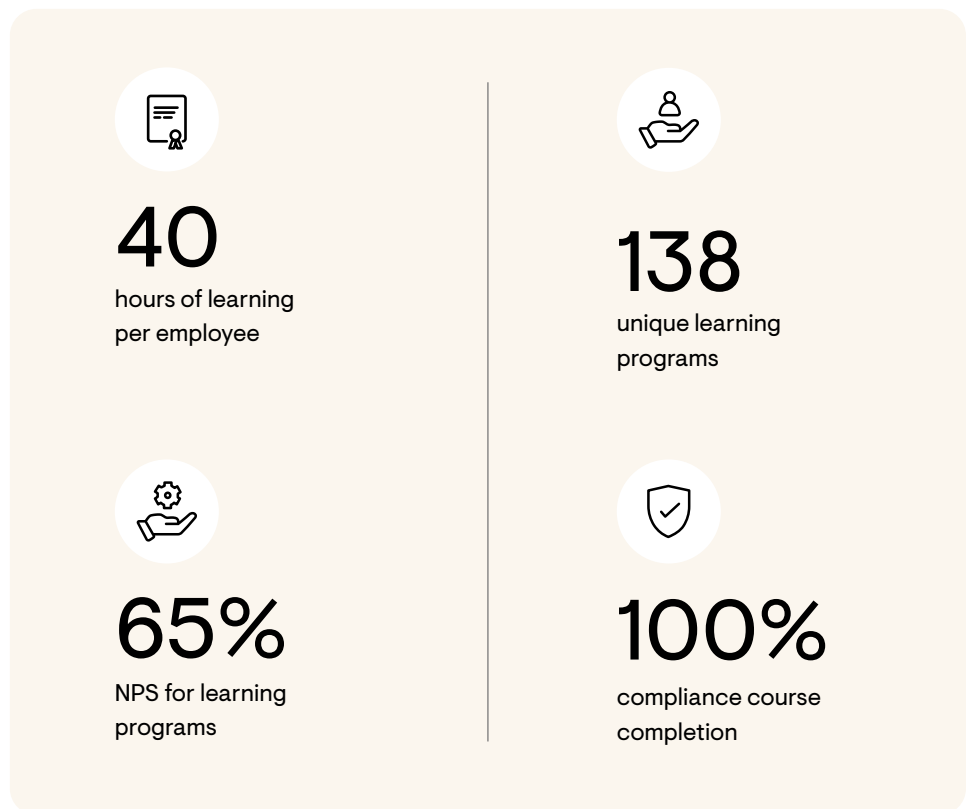 40
hours of learning
per employee
138
unique learning
programs
65%
NPS for learning
programs
100%
compliance course
completion